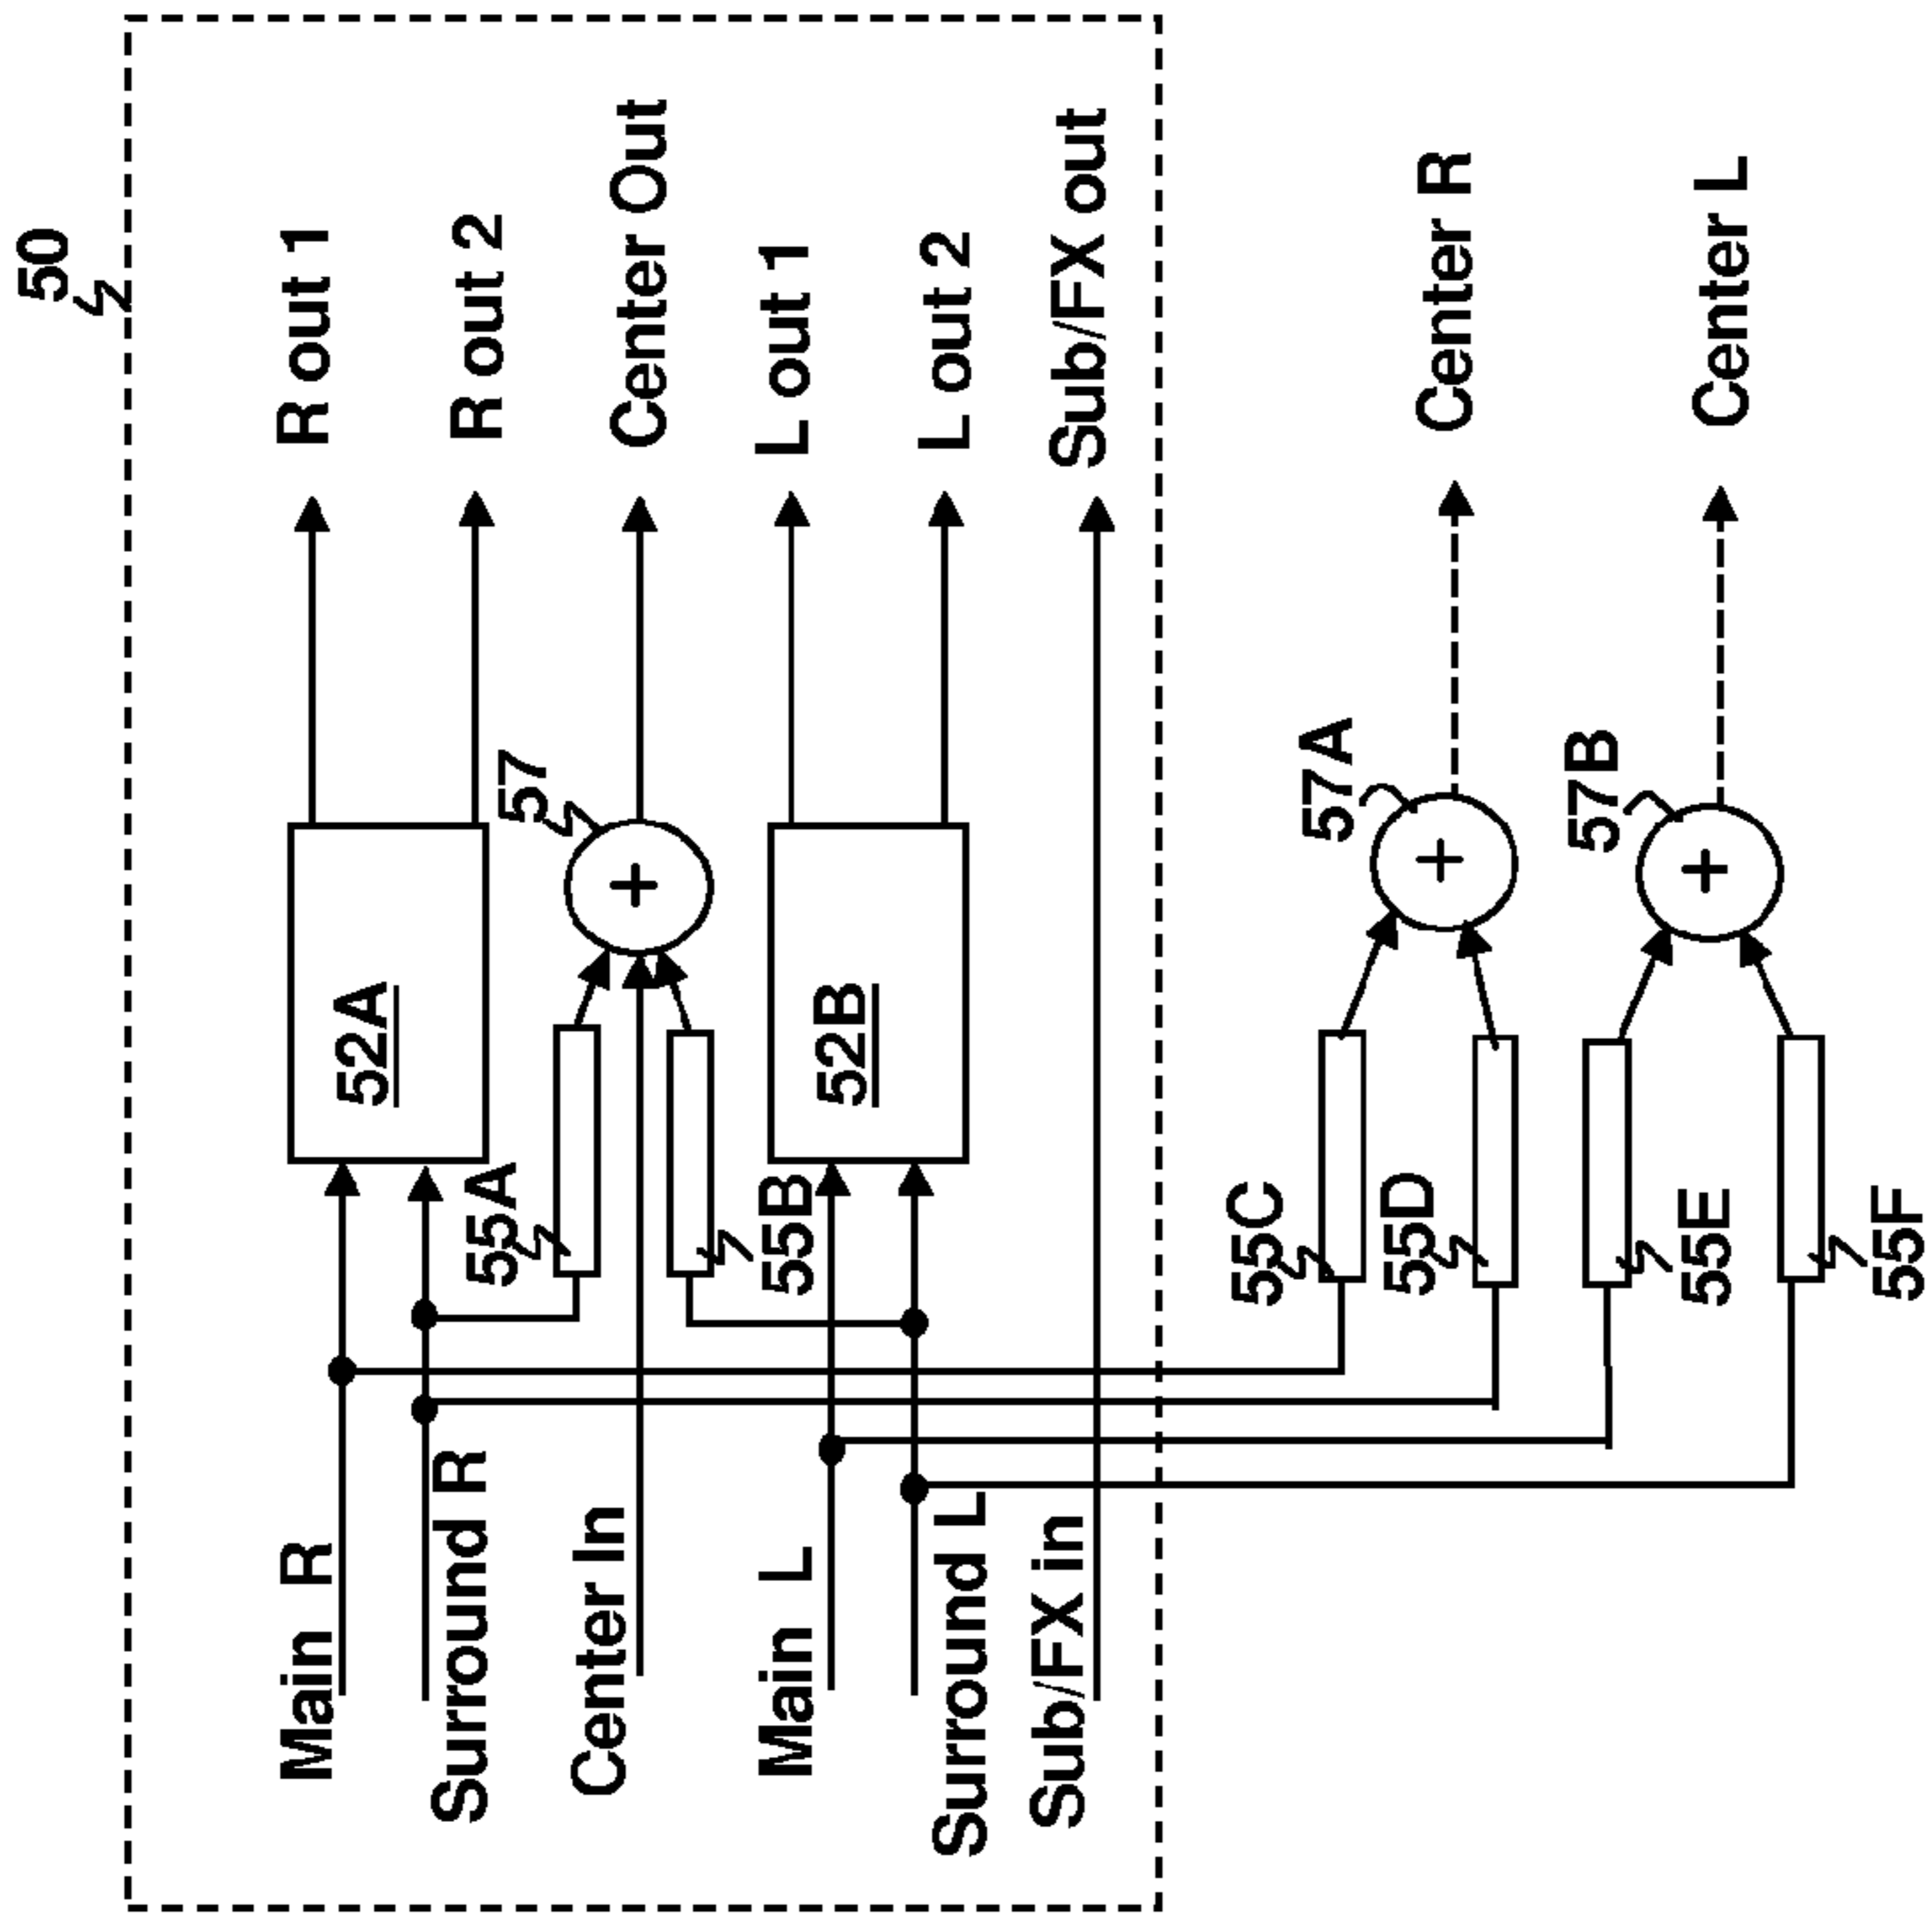 50
Main R
52A
R out 1
Surround R
R out 2
55A
57
Center In
+
Center Out
55B
Main L
52B
L out 1
Surround L
L out 2
Sub/FX in
Sub/FX out
55C
57A
+
Center R
55D
57B
55E
+
Center L
55F